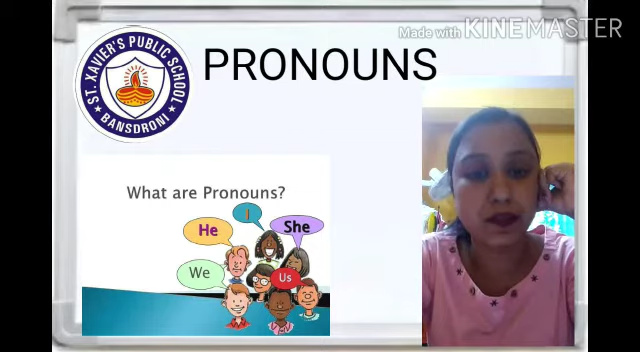 Made with KINEMASTER
ST. XAVIER'S PUBLIC SCHOOL
BANSDRONI
PRONOUNS
What are Pronouns?
I
He
She
We
Us